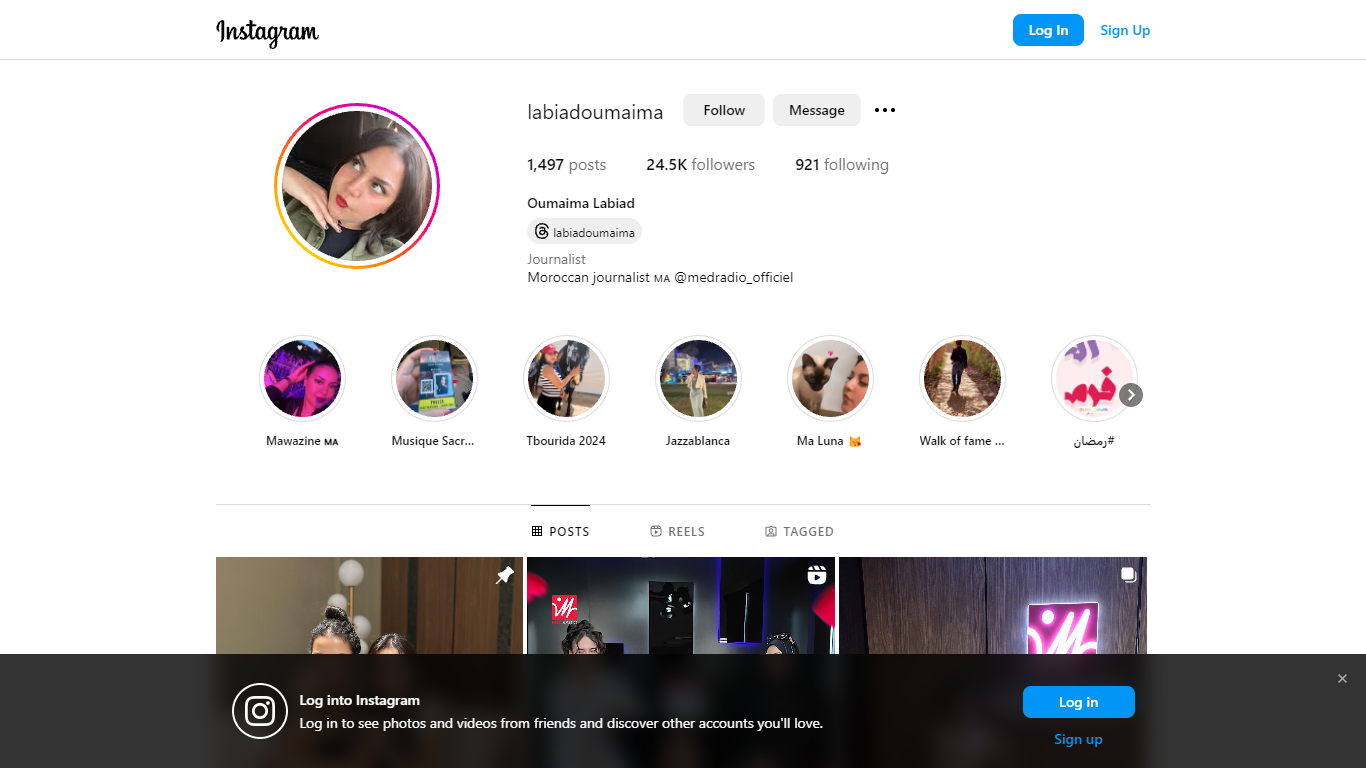 Instagram
Log In
Sign Up
labiadoumaima
Follow
Message
1,497 posts
24.5K followers
921 following
Oumaima Labiad
labiadoumaima
Journalist
Moroccan journalist ᴍᴀ @medradio_officiel
Mawazine ᴍᴀ
Musique Sacr...
Tbourida 2024
Jazzablanca
Ma Luna 😼
Walk of fame ...
#رمضان
POSTS
REELS
TAGGED
Log into Instagram
Log in to see photos and videos from friends and discover other accounts you'll love.
Log in
Sign up